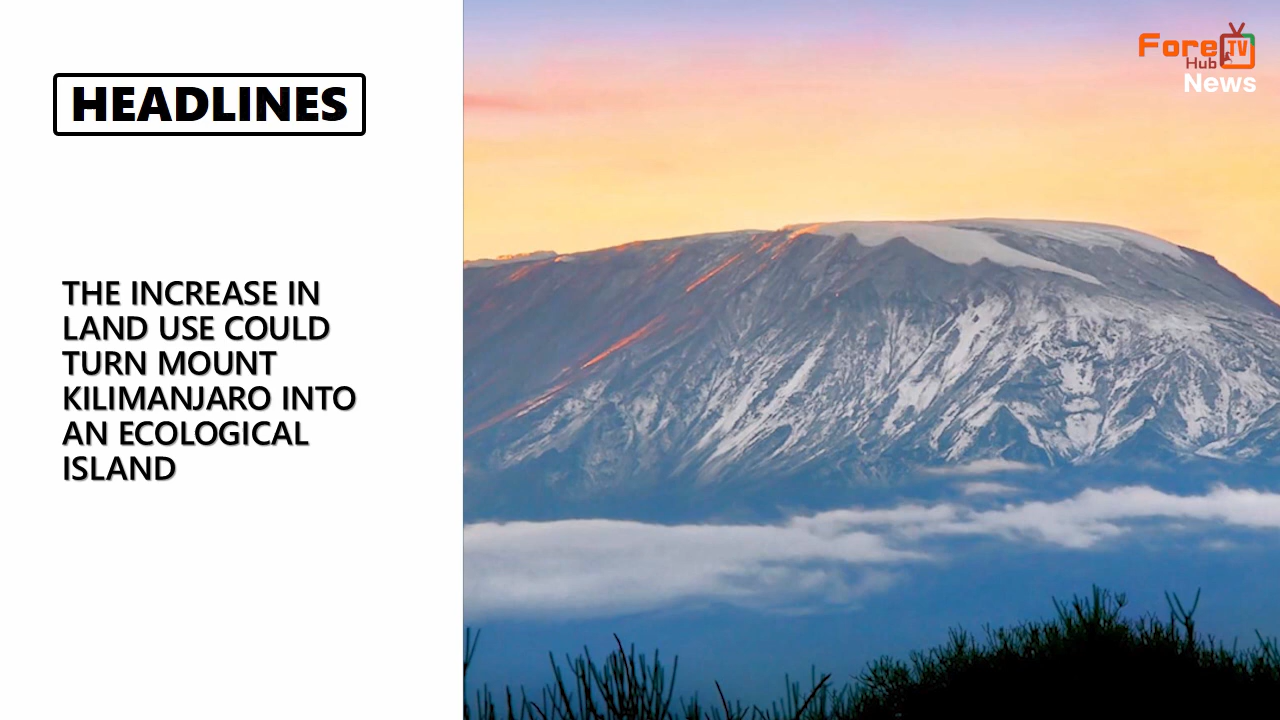 HEADLINES
THE INCREASE IN
LAND USE COULD
TURN MOUNT
KILIMANJARO INTO
AN ECOLOGICAL
ISLAND
Fore TV
Hub
News